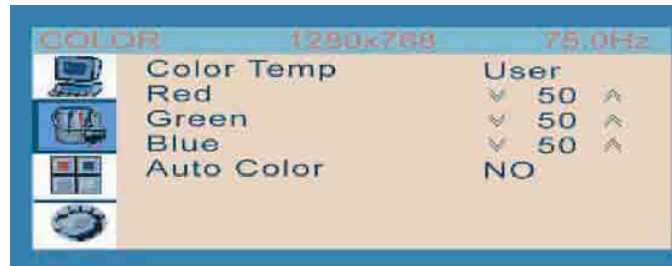 COLOR 1280x768 75.0Hz
Color Temp User
Red 50
Green 50
Blue 50
Auto Color NO